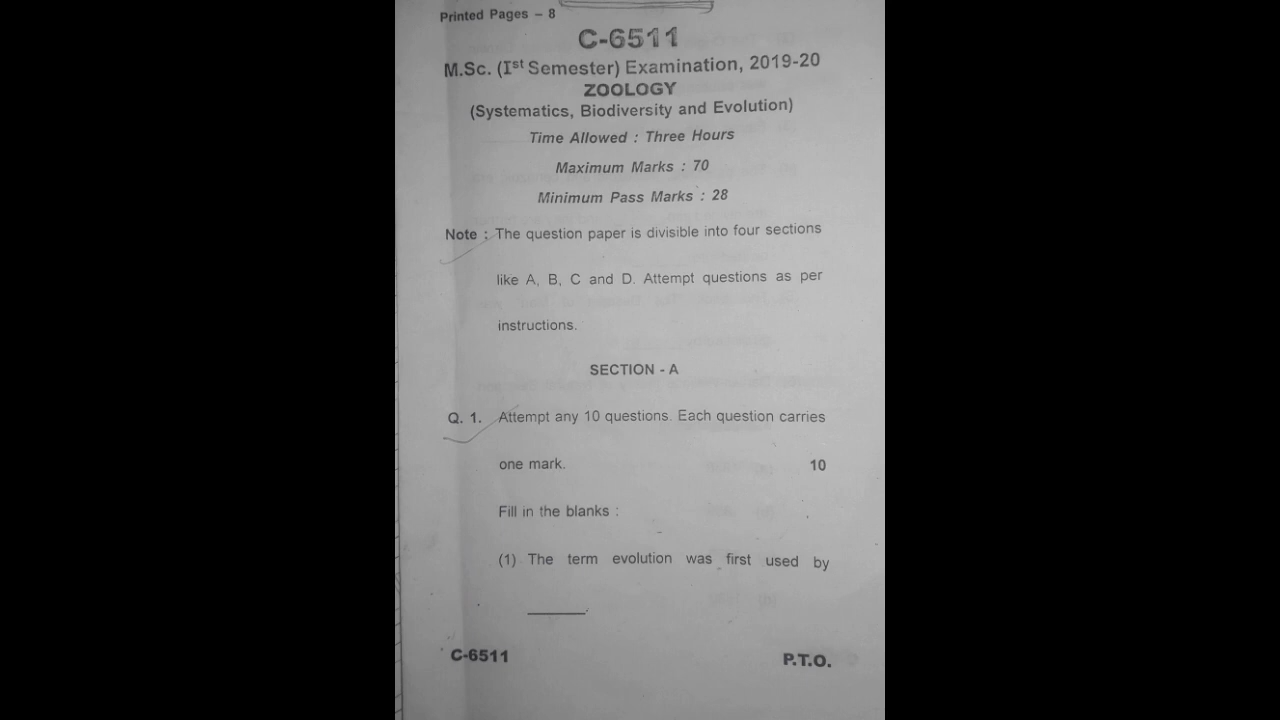 Printed Pages – 8
C-6511
M.Sc. (Ist Semester) Examination, 2019-20
ZOOLOGY
(Systematics, Biodiversity and Evolution)
Time Allowed : Three Hours
Maximum Marks : 70
Minimum Pass Marks : 28
Note : The question paper is divisible into four sections
like A, B, C and D. Attempt questions as per
instructions.
SECTION - A
Q. 1. Attempt any 10 questions. Each question carries
one mark. 10
Fill in the blanks :
(1) The term evolution was first used by
______.
C-6511 P.T.O.